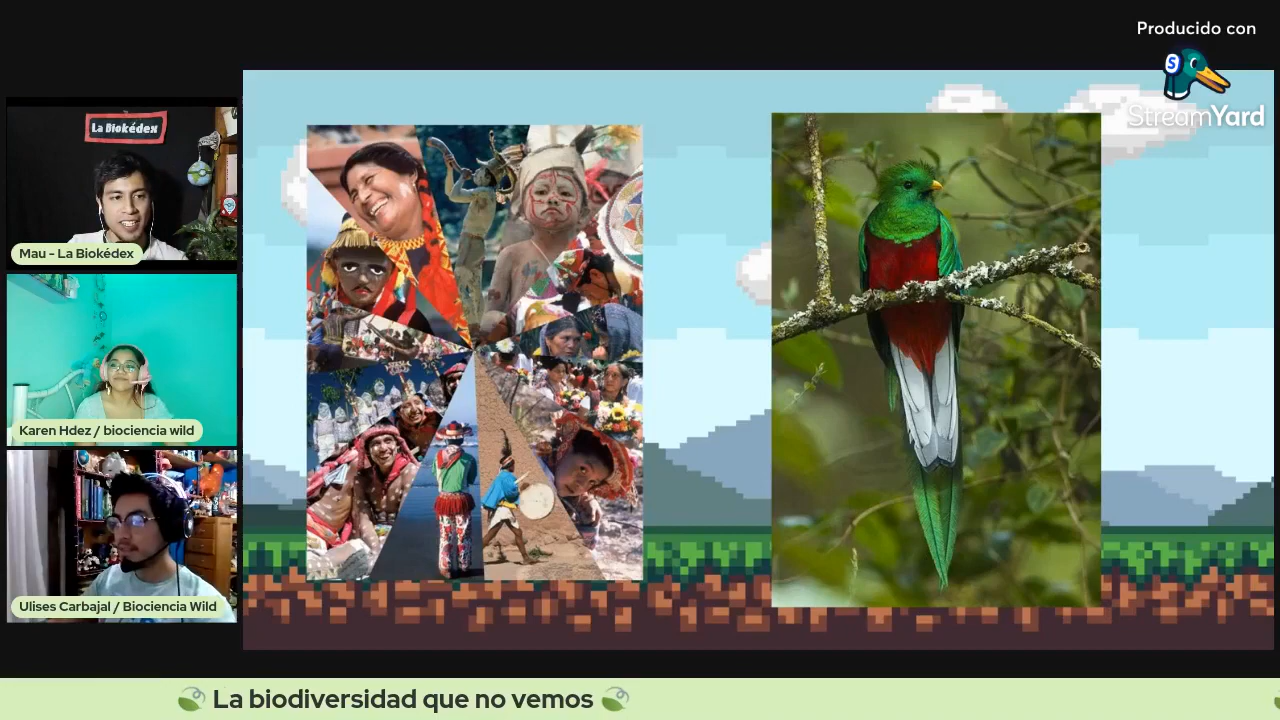 Producido con
S
StreamYard
La Biokédex
Mau - La Biokédex
Karen Hdez / biociencia wild
Ulises Carbajal / Biociencia Wild
La biodiversidad que no vemos